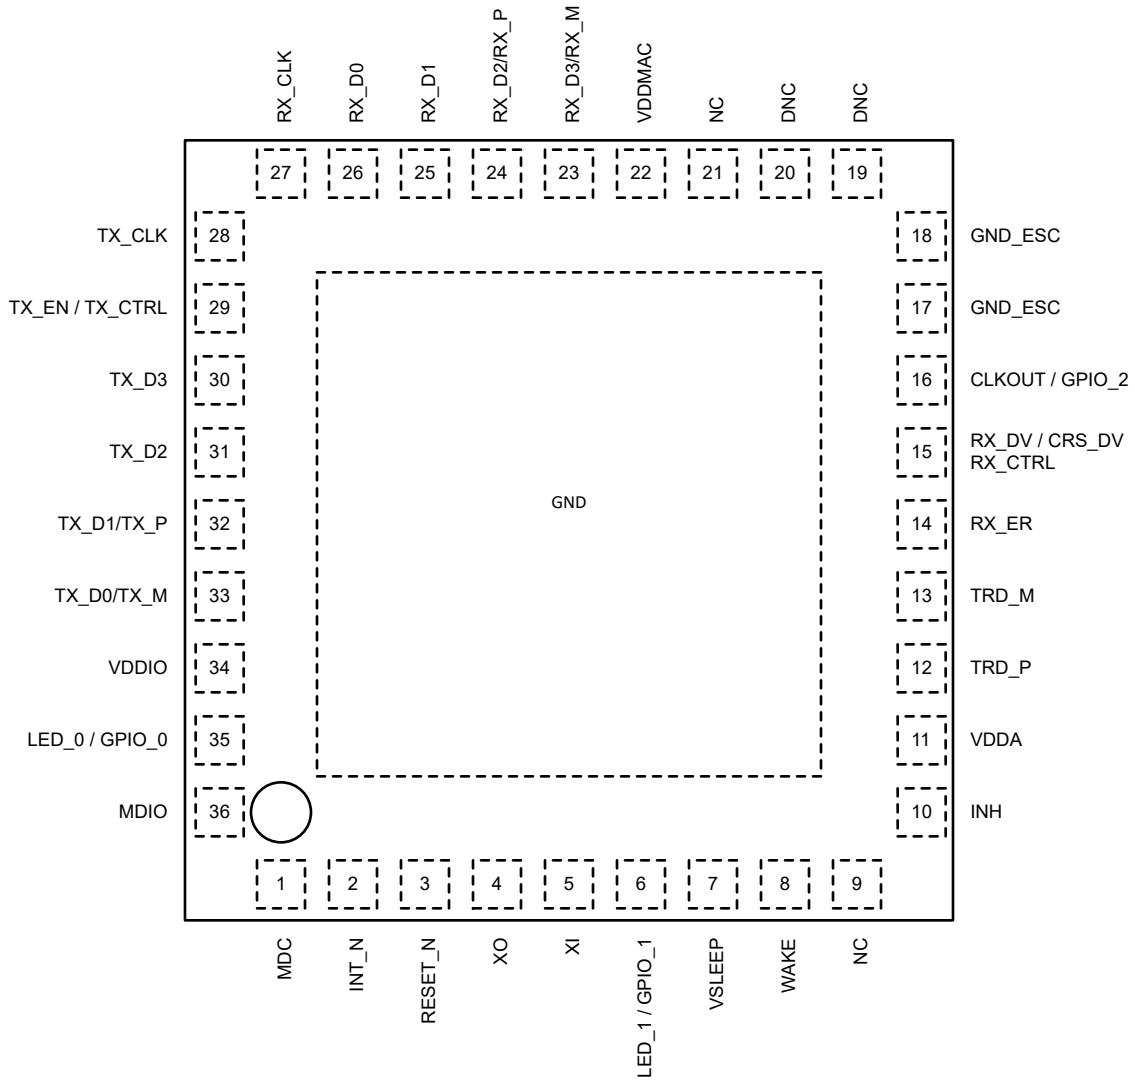 RX_CLK
RX_D0
RX_D1
RX_D2/RX_P
RX_D3/RX_M
VDDMAC
NC
DNC
DNC
27
26
25
24
23
22
21
20
19
TX_CLK
28
18
GND_ESC
TX_EN / TX_CTRL
29
17
GND_ESC
TX_D3
30
16
CLKOUT / GPIO_2
TX_D2
31
15
RX_DV / CRS_DV
RX_CTRL
GND
TX_D1/TX_P
32
14
RX_ER
TX_D0/TX_M
33
13
TRD_M
VDDIO
34
12
TRD_P
LED_0 / GPIO_0
35
11
VDDA
MDIO
36
10
INH
1
2
3
4
5
6
7
8
9
MDC
INT_N
RESET_N
XO
XI
LED_1 / GPIO_1
VSLEEP
WAKE
NC